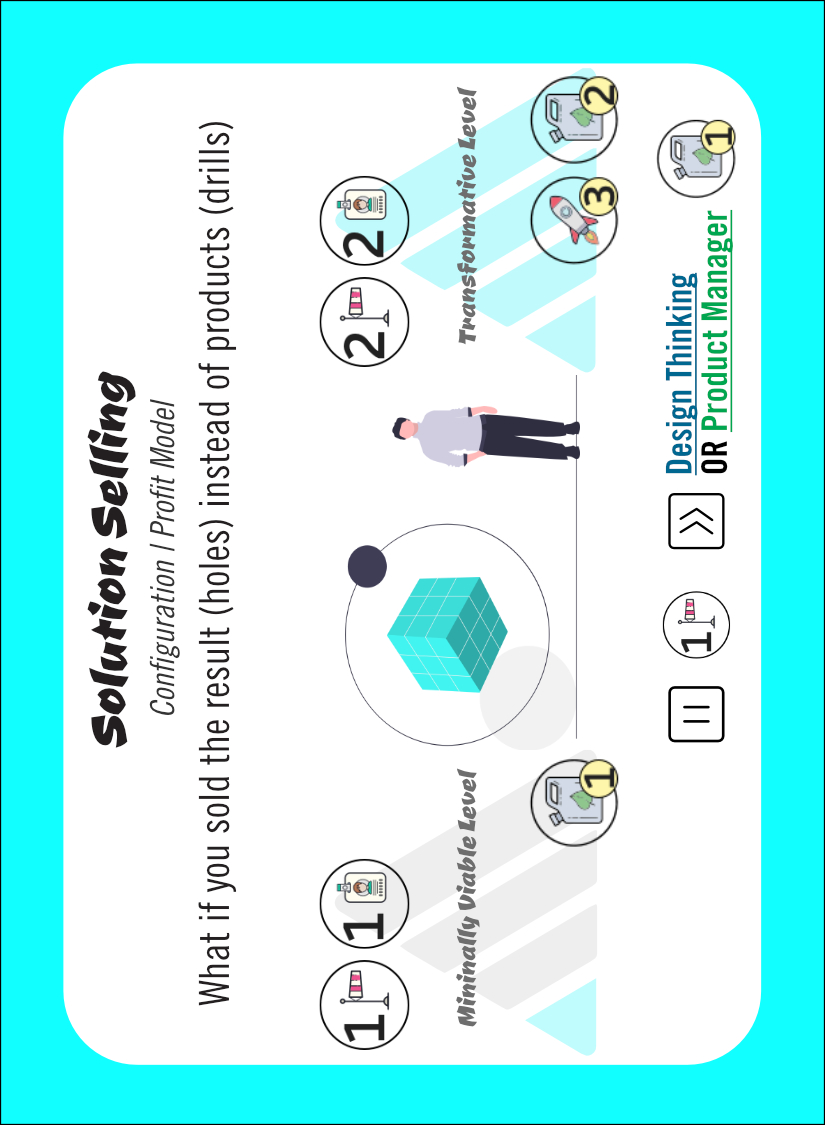 Solution Selling
Configuration | Profit Model
What if you sold the result (holes) instead of products (drills)
1 1
2 2
Mininally Viable Level
Transformative Level
1
3 2
1
Design Thinking
OR Product Manager
1